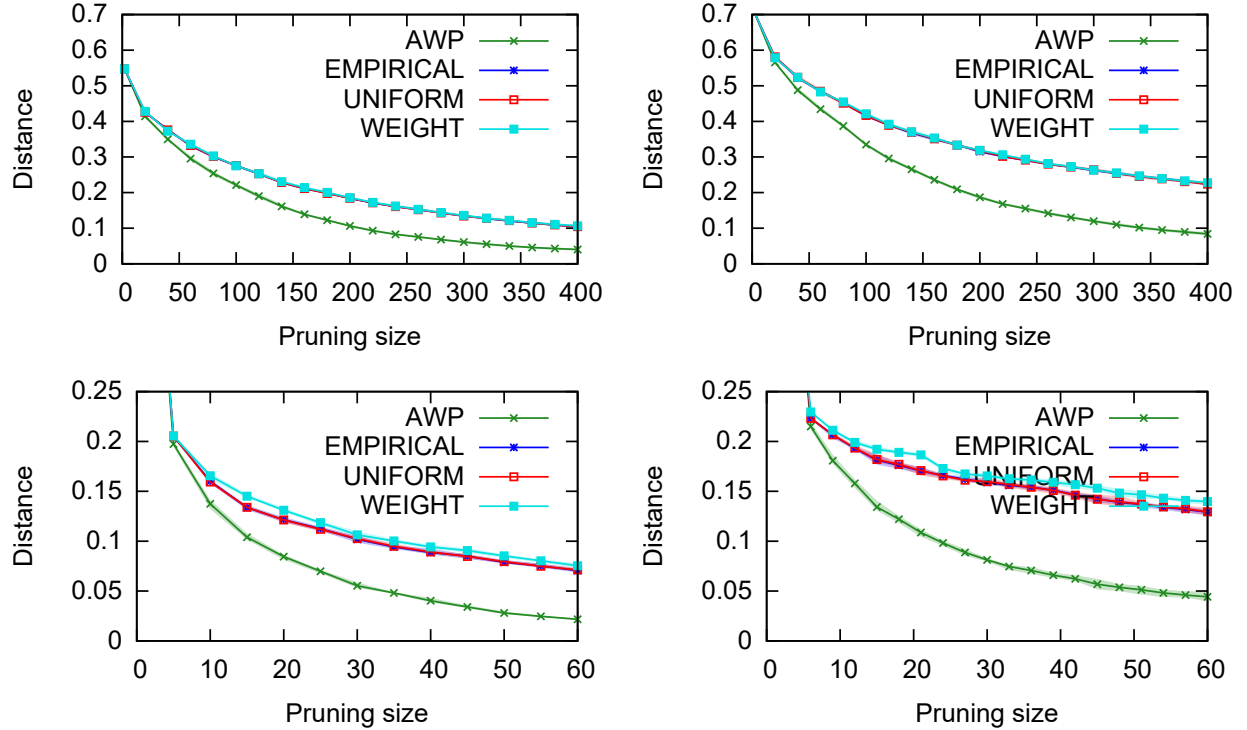 0.7
0.6
0.5
0.4
0.3
0.2
0.1
0
Distance
AWP
EMPIRICAL
UNIFORM
WEIGHT
0 50 100 150 200 250 300 350 400
Pruning size
0.7
0.6
0.5
0.4
0.3
0.2
0.1
0
Distance
AWP
EMPIRICAL
UNIFORM
WEIGHT
0 50 100 150 200 250 300 350 400
Pruning size
0.25
0.2
0.15
0.1
0.05
0
Distance
AWP
EMPIRICAL
UNIFORM
WEIGHT
0 10 20 30 40 50 60
Pruning size
0.25
0.2
0.15
0.1
0.05
0
Distance
AWP
EMPIRICAL
UNIFORM
WEIGHT
0 10 20 30 40 50 60
Pruning size